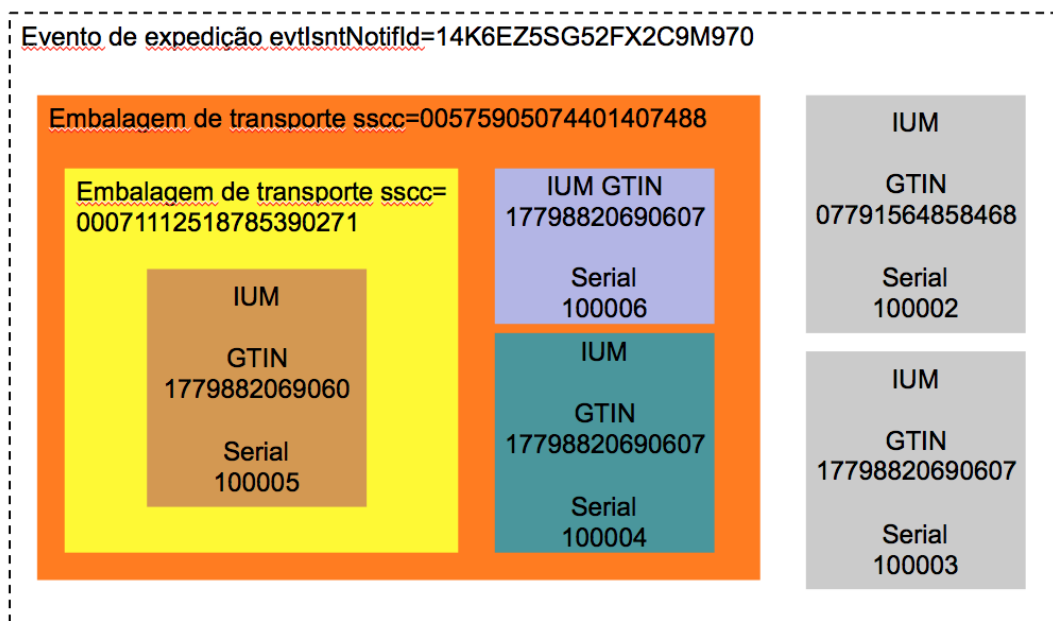 Evento de expedição evtIsntNotifId=14K6EZ5SG52FX2C9M970
Embalagem de transporte sscc=00575905074401407488
Embalagem de transporte sscc=
00071112518785390271
IUM
GTIN
1779882069060
Serial
100005
IUM GTIN
17798820690607
Serial
100006
IUM
GTIN
17798820690607
Serial
100004
IUM
GTIN
07791564858468
Serial
100002
IUM
GTIN
17798820690607
Serial
100003